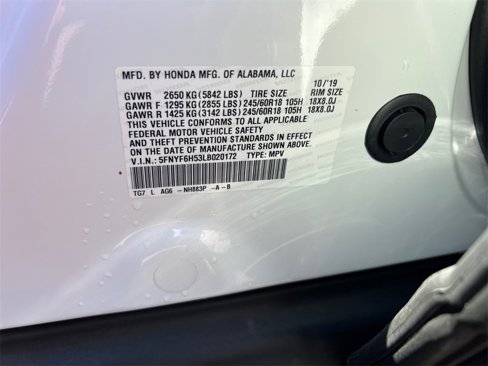 MFD. BY HONDA MFG. OF ALABAMA, LLC
10/'19
GVWR 2650 KG (5842 LBS) TIRE SIZE RIM SIZE
GAWR F 1295 KG (2855 LBS) 245/60R18 105H 18X8.0J
GAWR R 1425 KG (3142 LBS) 245/60R18 105H 18X8.0J
THIS VEHICLE CONFORMS TO ALL APPLICABLE
FEDERAL MOTOR VEHICLE SAFETY
AND THEFT PREVENTION STANDARDS IN EFFECT
ON THE DATE OF MANUFACTURE SHOWN ABOVE.
V.I.N.: 5FNYF6H53LB020172 TYPE: MPV
TG7 L AG6 -NH883P -A-B